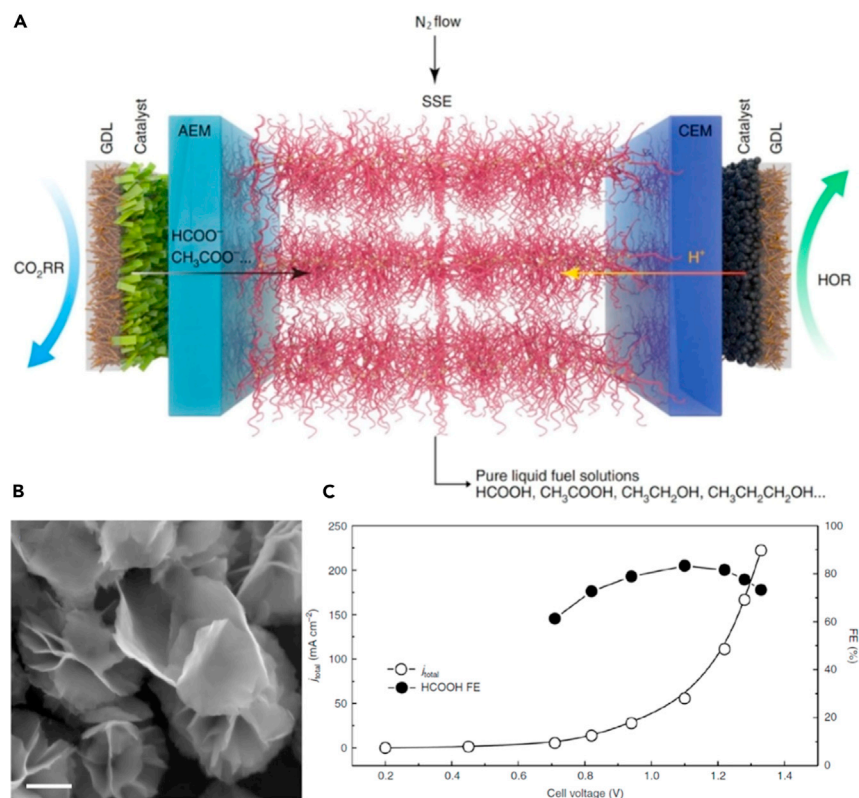 A
N₂ flow
SSE
GDL
Catalyst
AEM
CEM
Catalyst
GDL
CO₂RR
HCOO⁻
CH₃COO⁻...
H⁺
HOR
Pure liquid fuel solutions
HCOOH, CH₃COOH, CH₃CH₂OH, CH₃CH₂CH₂OH...
B
C
250
200
150
100
50
0
i_total (mA cm⁻²)
i_total
HCOOH FE
100
80
60
40
20
0
FE (%)
0.2 0.4 0.6 0.8 1.0 1.2 1.4
Cell voltage (V)